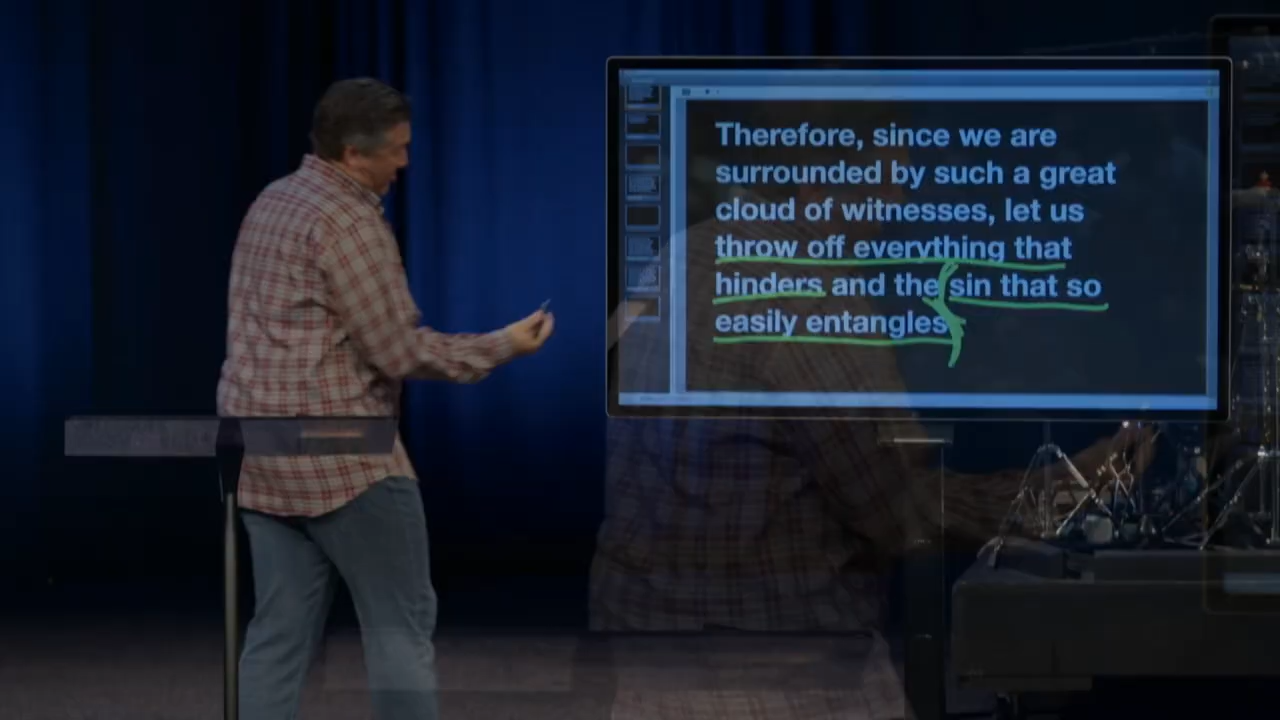 Therefore, since we are
surrounded by such a great
cloud of witnesses, let us
throw off everything that
hinders and the sin that so
easily entangles